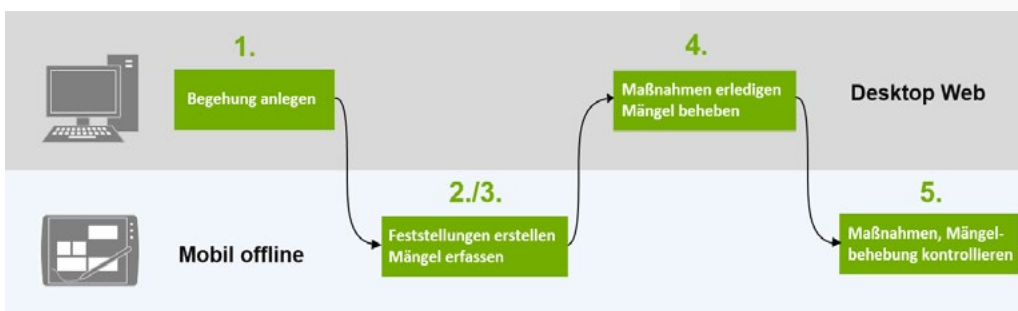 1.
Begehung anlegen
4.
Maßnahmen erledigen
Mängel beheben
Desktop Web
2./3.
Feststellungen erstellen
Mängel erfassen
Mobil offline
5.
Maßnahmen, Mängel-
behebung kontrollieren